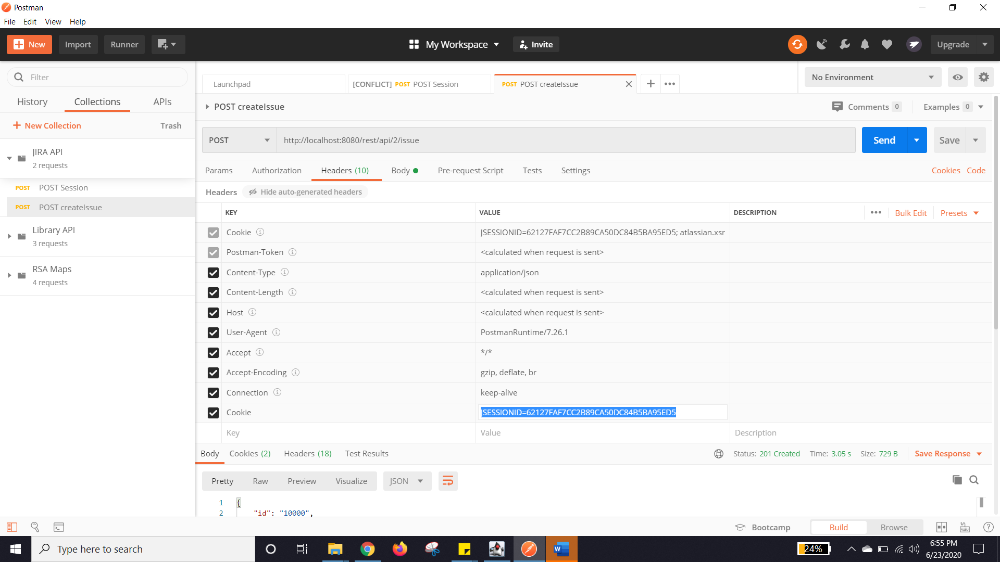 Postman
File Edit View Help
New Import Runner My Workspace Invite Upgrade
Filter
History Collections APIs
New Collection Trash
JIRA API
2 requests
POST POST Session
POST POST createIssue
Library API
3 requests
RSA Maps
4 requests
Launchpad [CONFLICT] POST POST Session POST POST createIssue No Environment
POST createIssue Comments 0 Examples 0
POST http://localhost:8080/rest/api/2/issue Send Save
Params Authorization Headers (10) Body Pre-request Script Tests Settings Cookies Code
Headers Hide auto-generated headers
KEY VALUE DESCRIPTION Bulk Edit Presets
Cookie JSESSIONID=62127FAF7CC2B89CA50DC84B5BA95ED5; atlassian.xsr
Postman-Token <calculated when request is sent>
Content-Type application/json
Content-Length <calculated when request is sent>
Host <calculated when request is sent>
User-Agent PostmanRuntime/7.26.1
Accept */*
Accept-Encoding gzip, deflate, br
Connection keep-alive
Cookie JSESSIONID=62127FAF7CC2B89CA50DC84B5BA95ED5
Key Value Description
Body Cookies (2) Headers (18) Test Results Status: 201 Created Time: 3.05 s Size: 729 B Save Response
Pretty Raw Preview Visualize JSON
1 {
2 "id": "10000",
Bootcamp Build Browse
Type here to search 24% 6:55 PM
6/23/2020